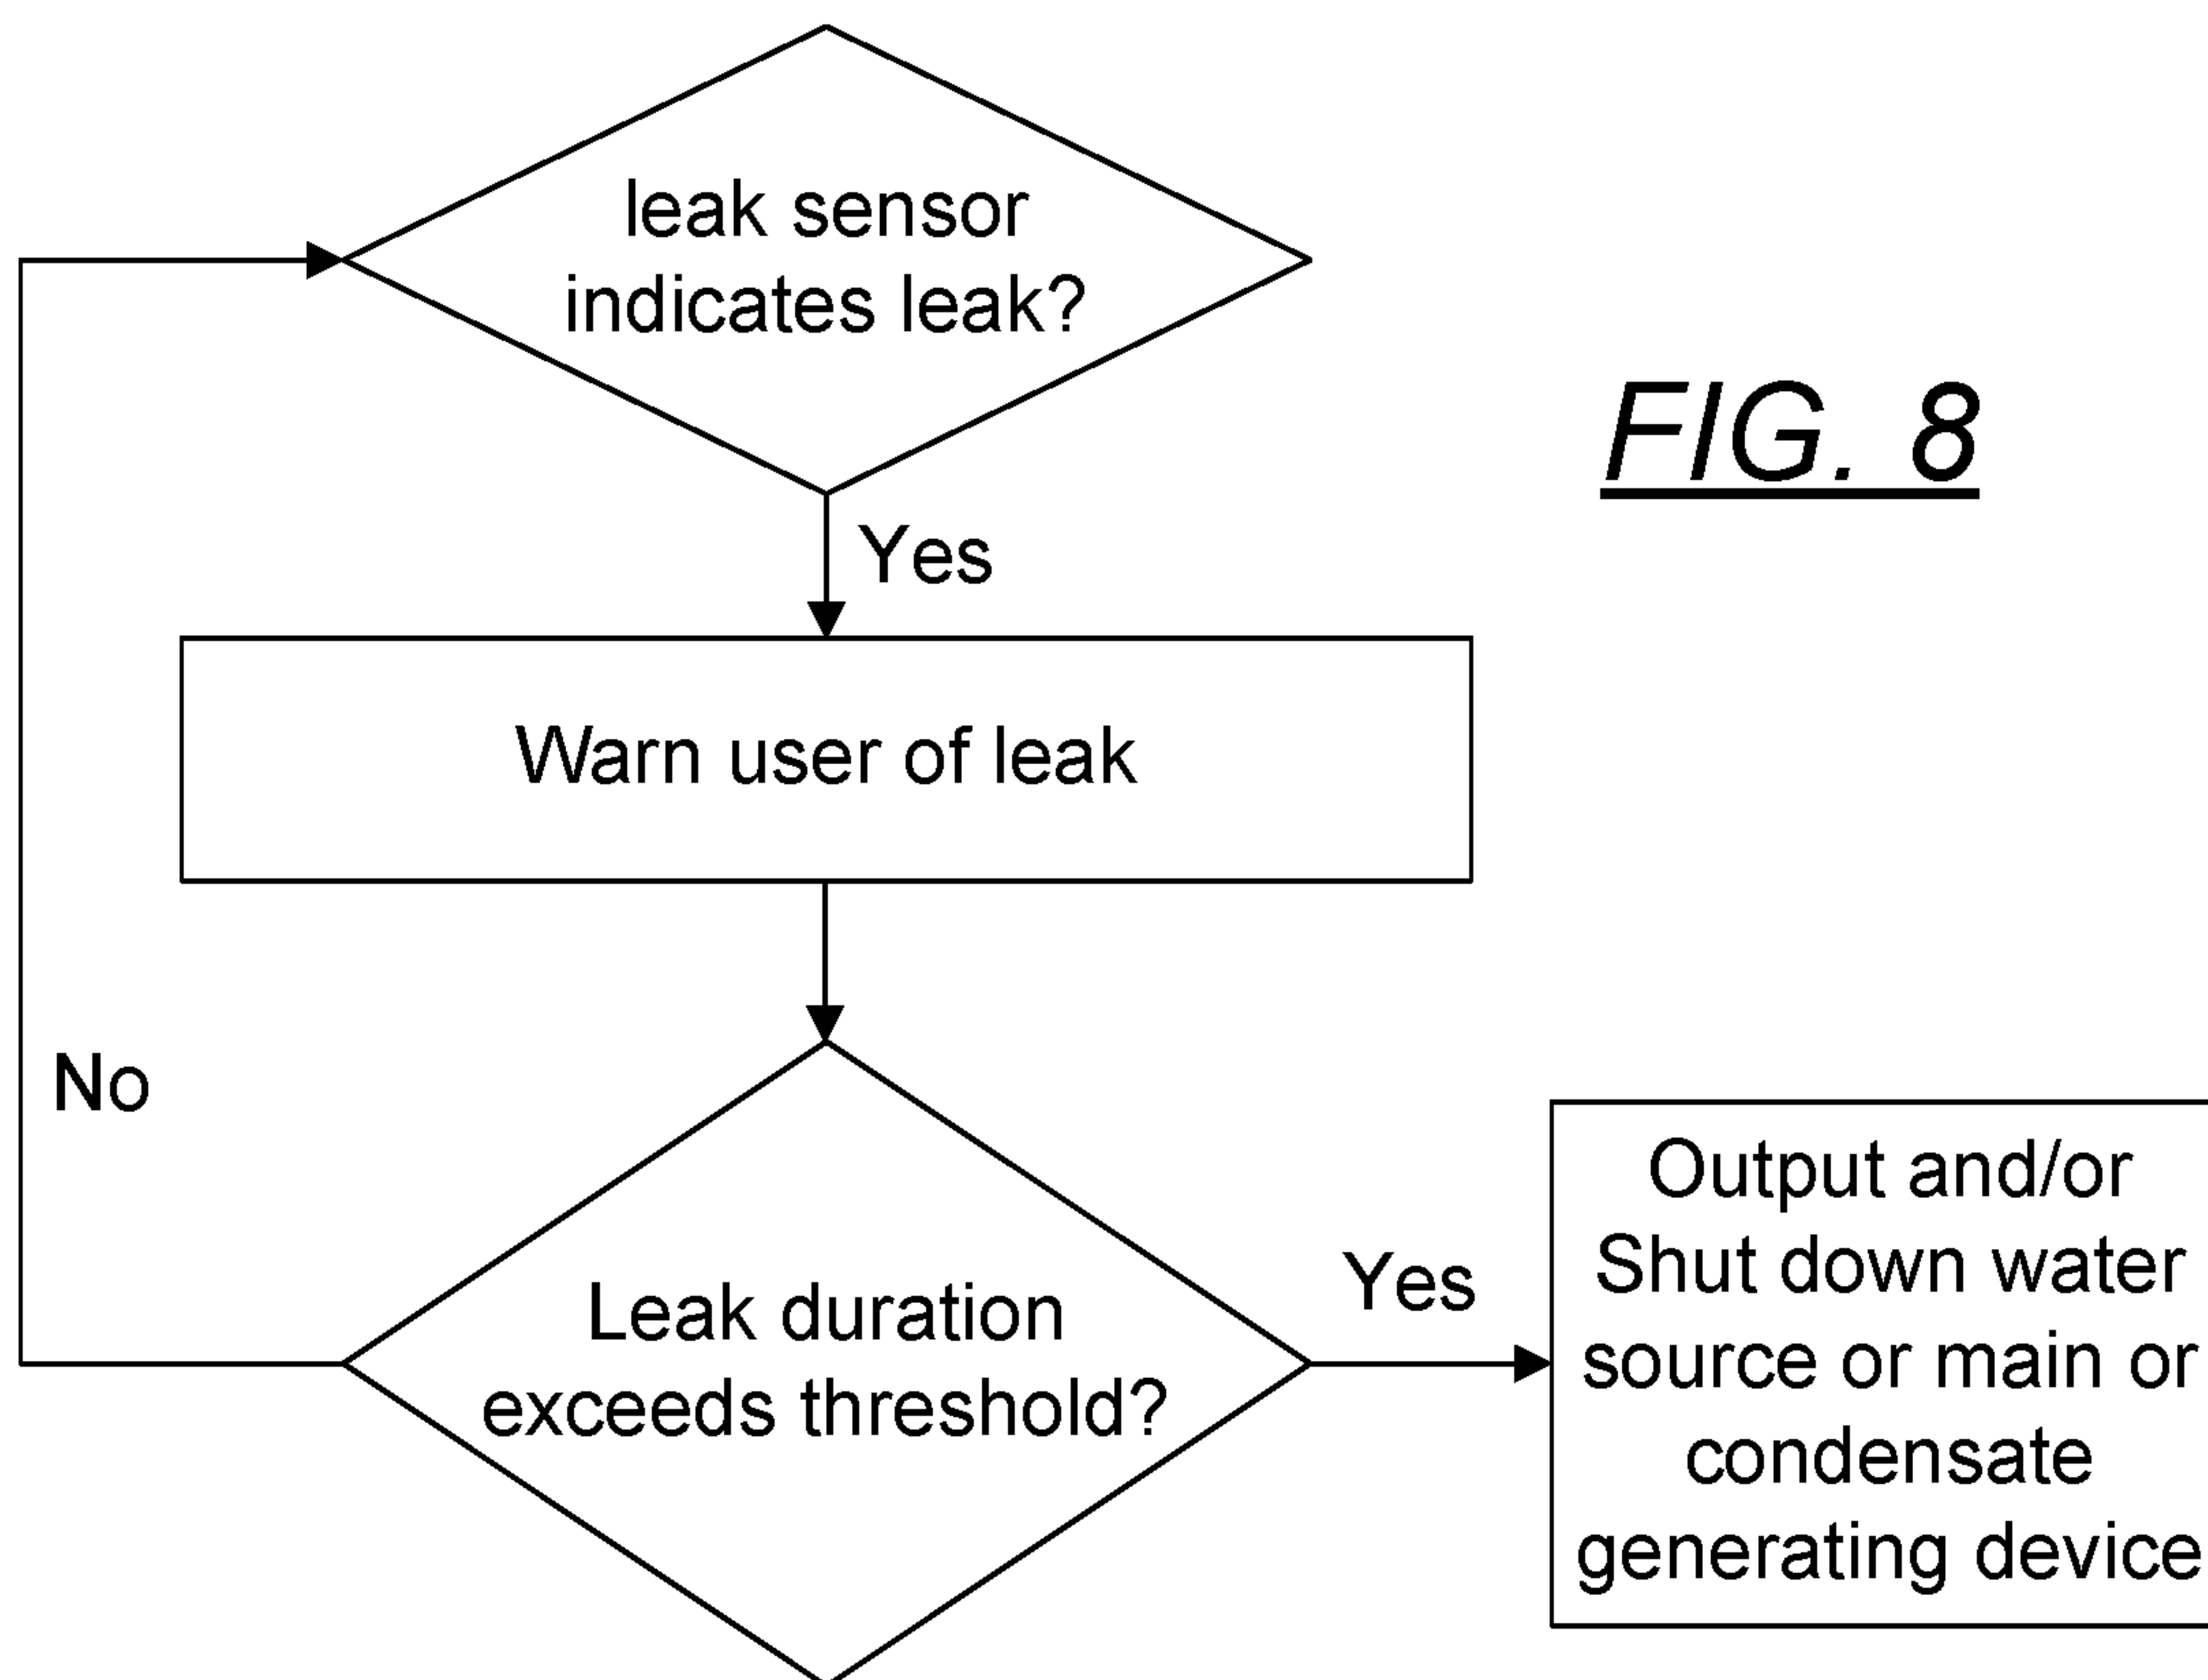 leak sensor
indicates leak?
FIG. 8
Yes
Warn user of leak
No
Leak duration
exceeds threshold?
Yes
Output and/or
Shut down water
source or main or
condensate
generating device